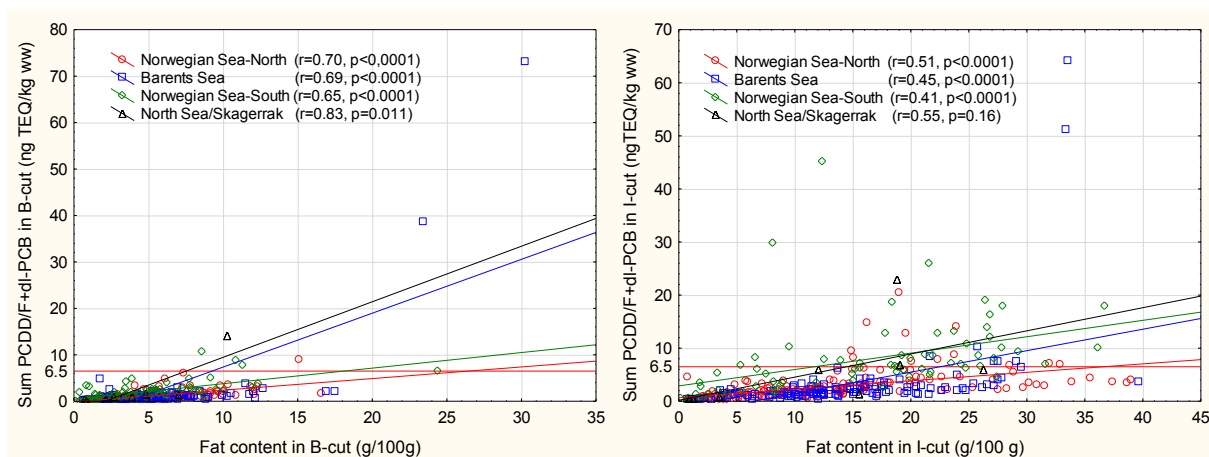 Sum PCDD/F+dl-PCB in B-cut (ng TEQ/kg ww)
80
70
60
50
40
30
20
10
6.5
0
Norwegian Sea-North (r=0.70, p<0,0001)
Barents Sea (r=0.69, p<0.0001)
Norwegian Sea-South (r=0.65, p<0.0001)
North Sea/Skagerrak (r=0.83, p=0.011)
0 5 10 15 20 25 30 35
Fat content in B-cut (g/100g)
Sum PCDD/F+dl-PCB in I-cut (ngTEQ/kg ww)
70
60
50
40
30
20
10
6.5
0
Norwegian Sea-North (r=0.51, p<0.0001)
Barents Sea (r=0.45, p<0.0001)
Norwegian Sea-South (r=0.41, p<0.0001)
North Sea/Skagerrak (r=0.55, p=0.16)
0 5 10 15 20 25 30 35 40 45
Fat content in I-cut (g/100 g)